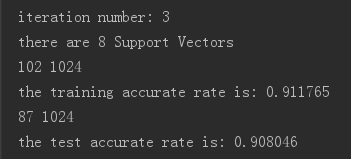 iteration number: 3
there are 8 Support Vectors
102 1024
the training accurate rate is: 0.911765
87 1024
the test accurate rate is: 0.908046